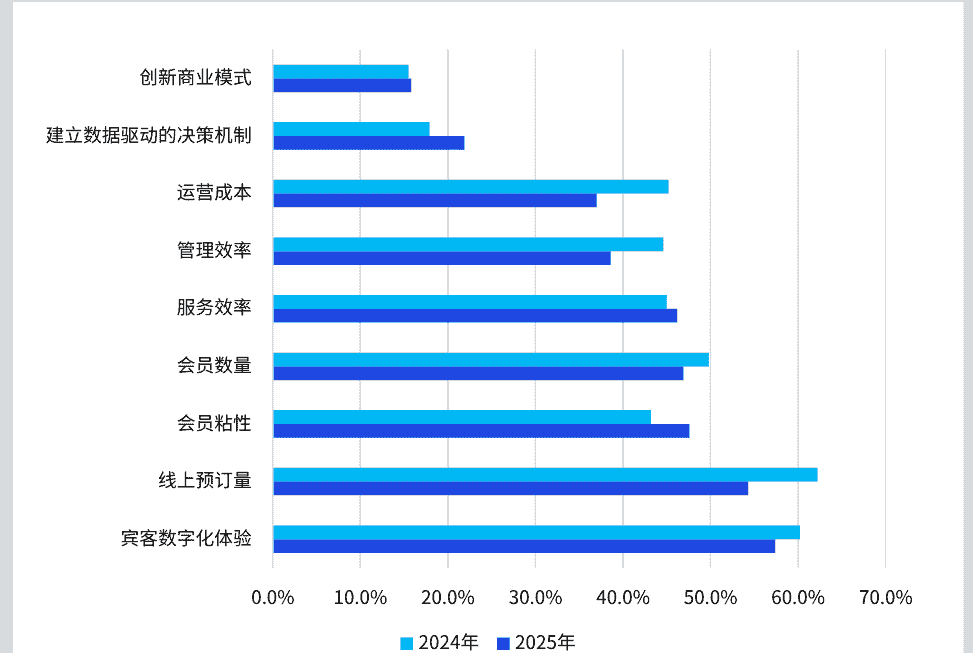 创新商业模式
建立数据驱动的决策机制
运营成本
管理效率
服务效率
会员数量
会员粘性
线上预订量
宾客数字化体验
0.0% 10.0% 20.0% 30.0% 40.0% 50.0% 60.0% 70.0%
2024年 2025年